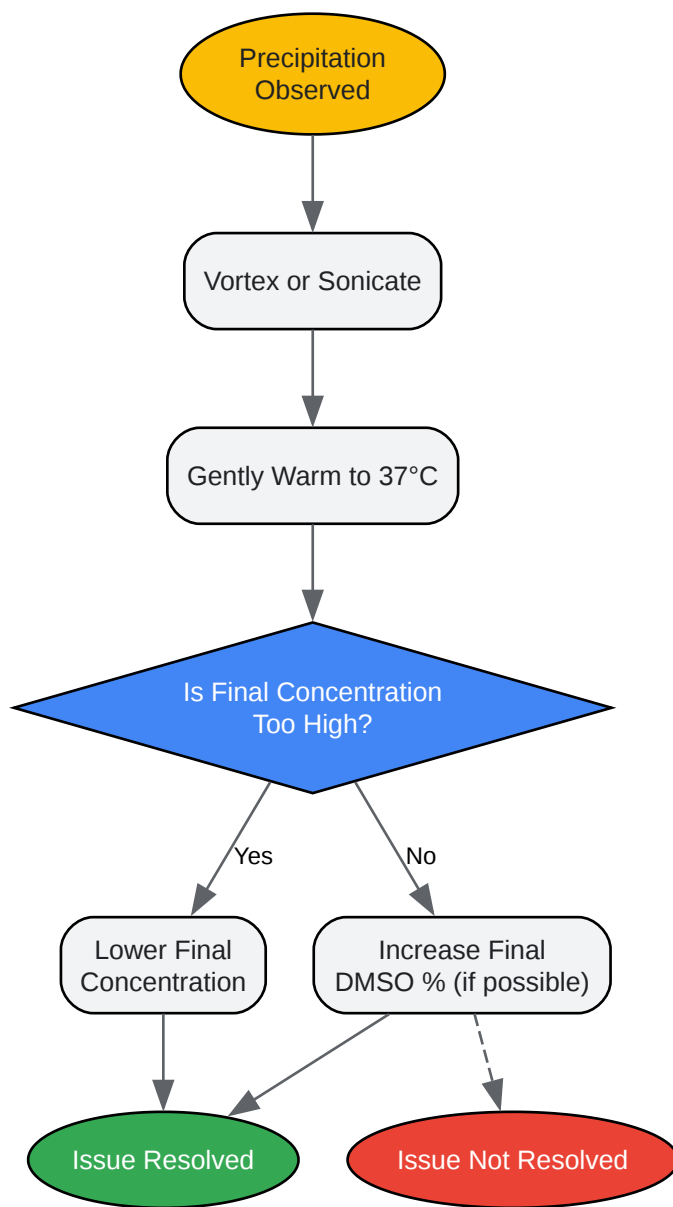 Precipitation
Observed
Vortex or Sonicate
Gently Warm to 37°C
Is Final Concentration
Too High?
Yes
No
Lower Final
Concentration
Increase Final
DMSO % (if possible)
Issue Resolved
Issue Not Resolved